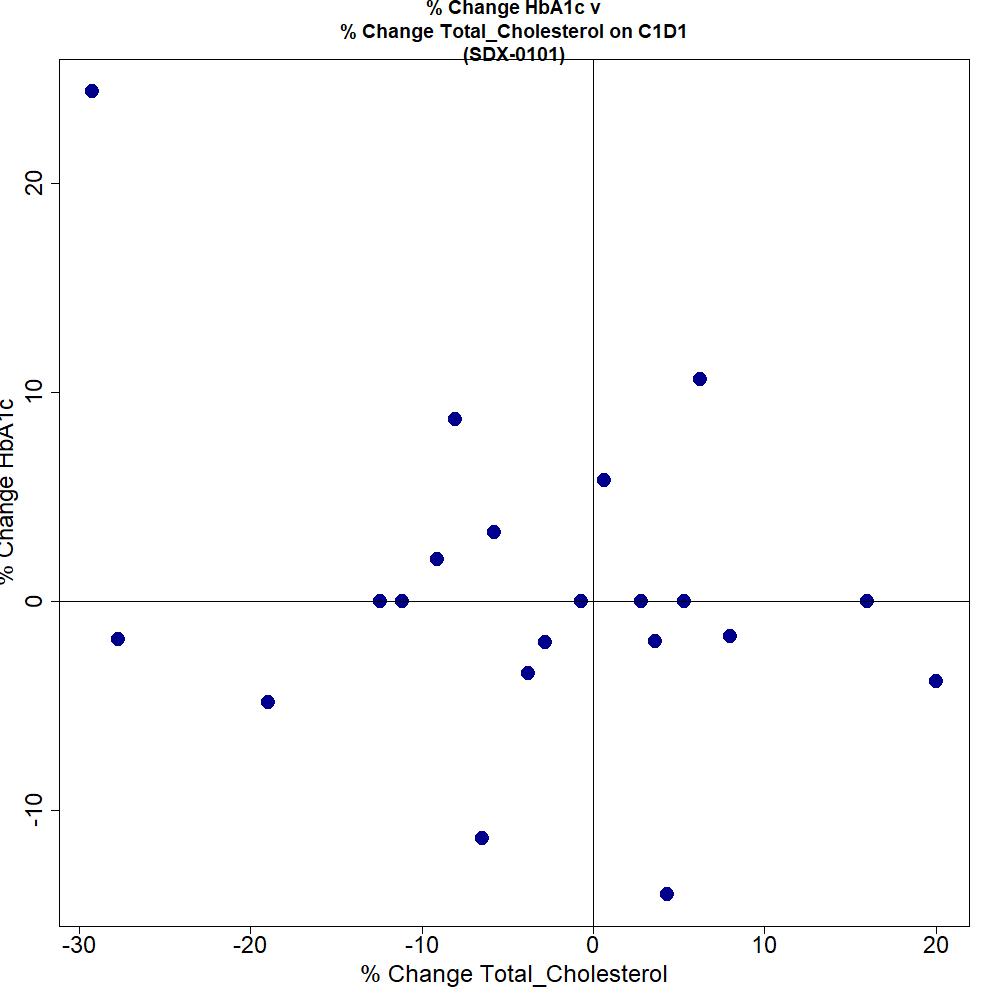 % Change HbA1c v
% Change Total_Cholesterol on C1D1
(SDX-0101)
% Change HbA1c
20
10
0
-10
-30 -20 -10 0 10 20
% Change Total_Cholesterol